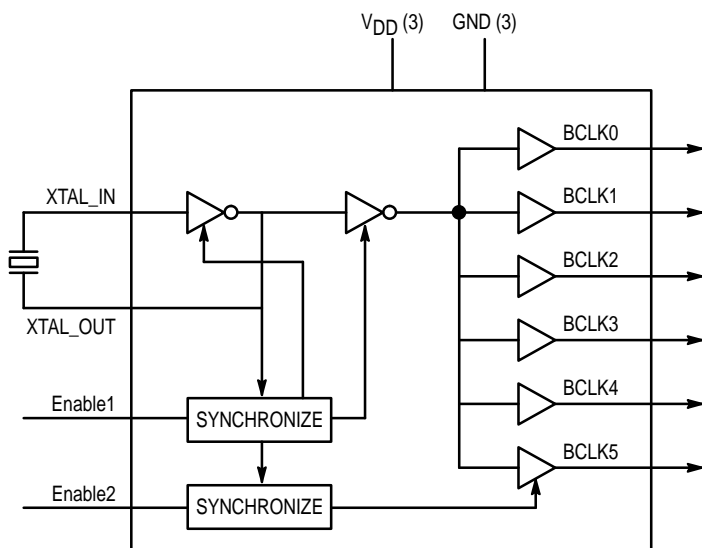 VDD (3)
GND (3)
BCLK0
XTAL_IN
BCLK1
BCLK2
XTAL_OUT
BCLK3
Enable1
SYNCHRONIZE
BCLK4
BCLK5
Enable2
SYNCHRONIZE